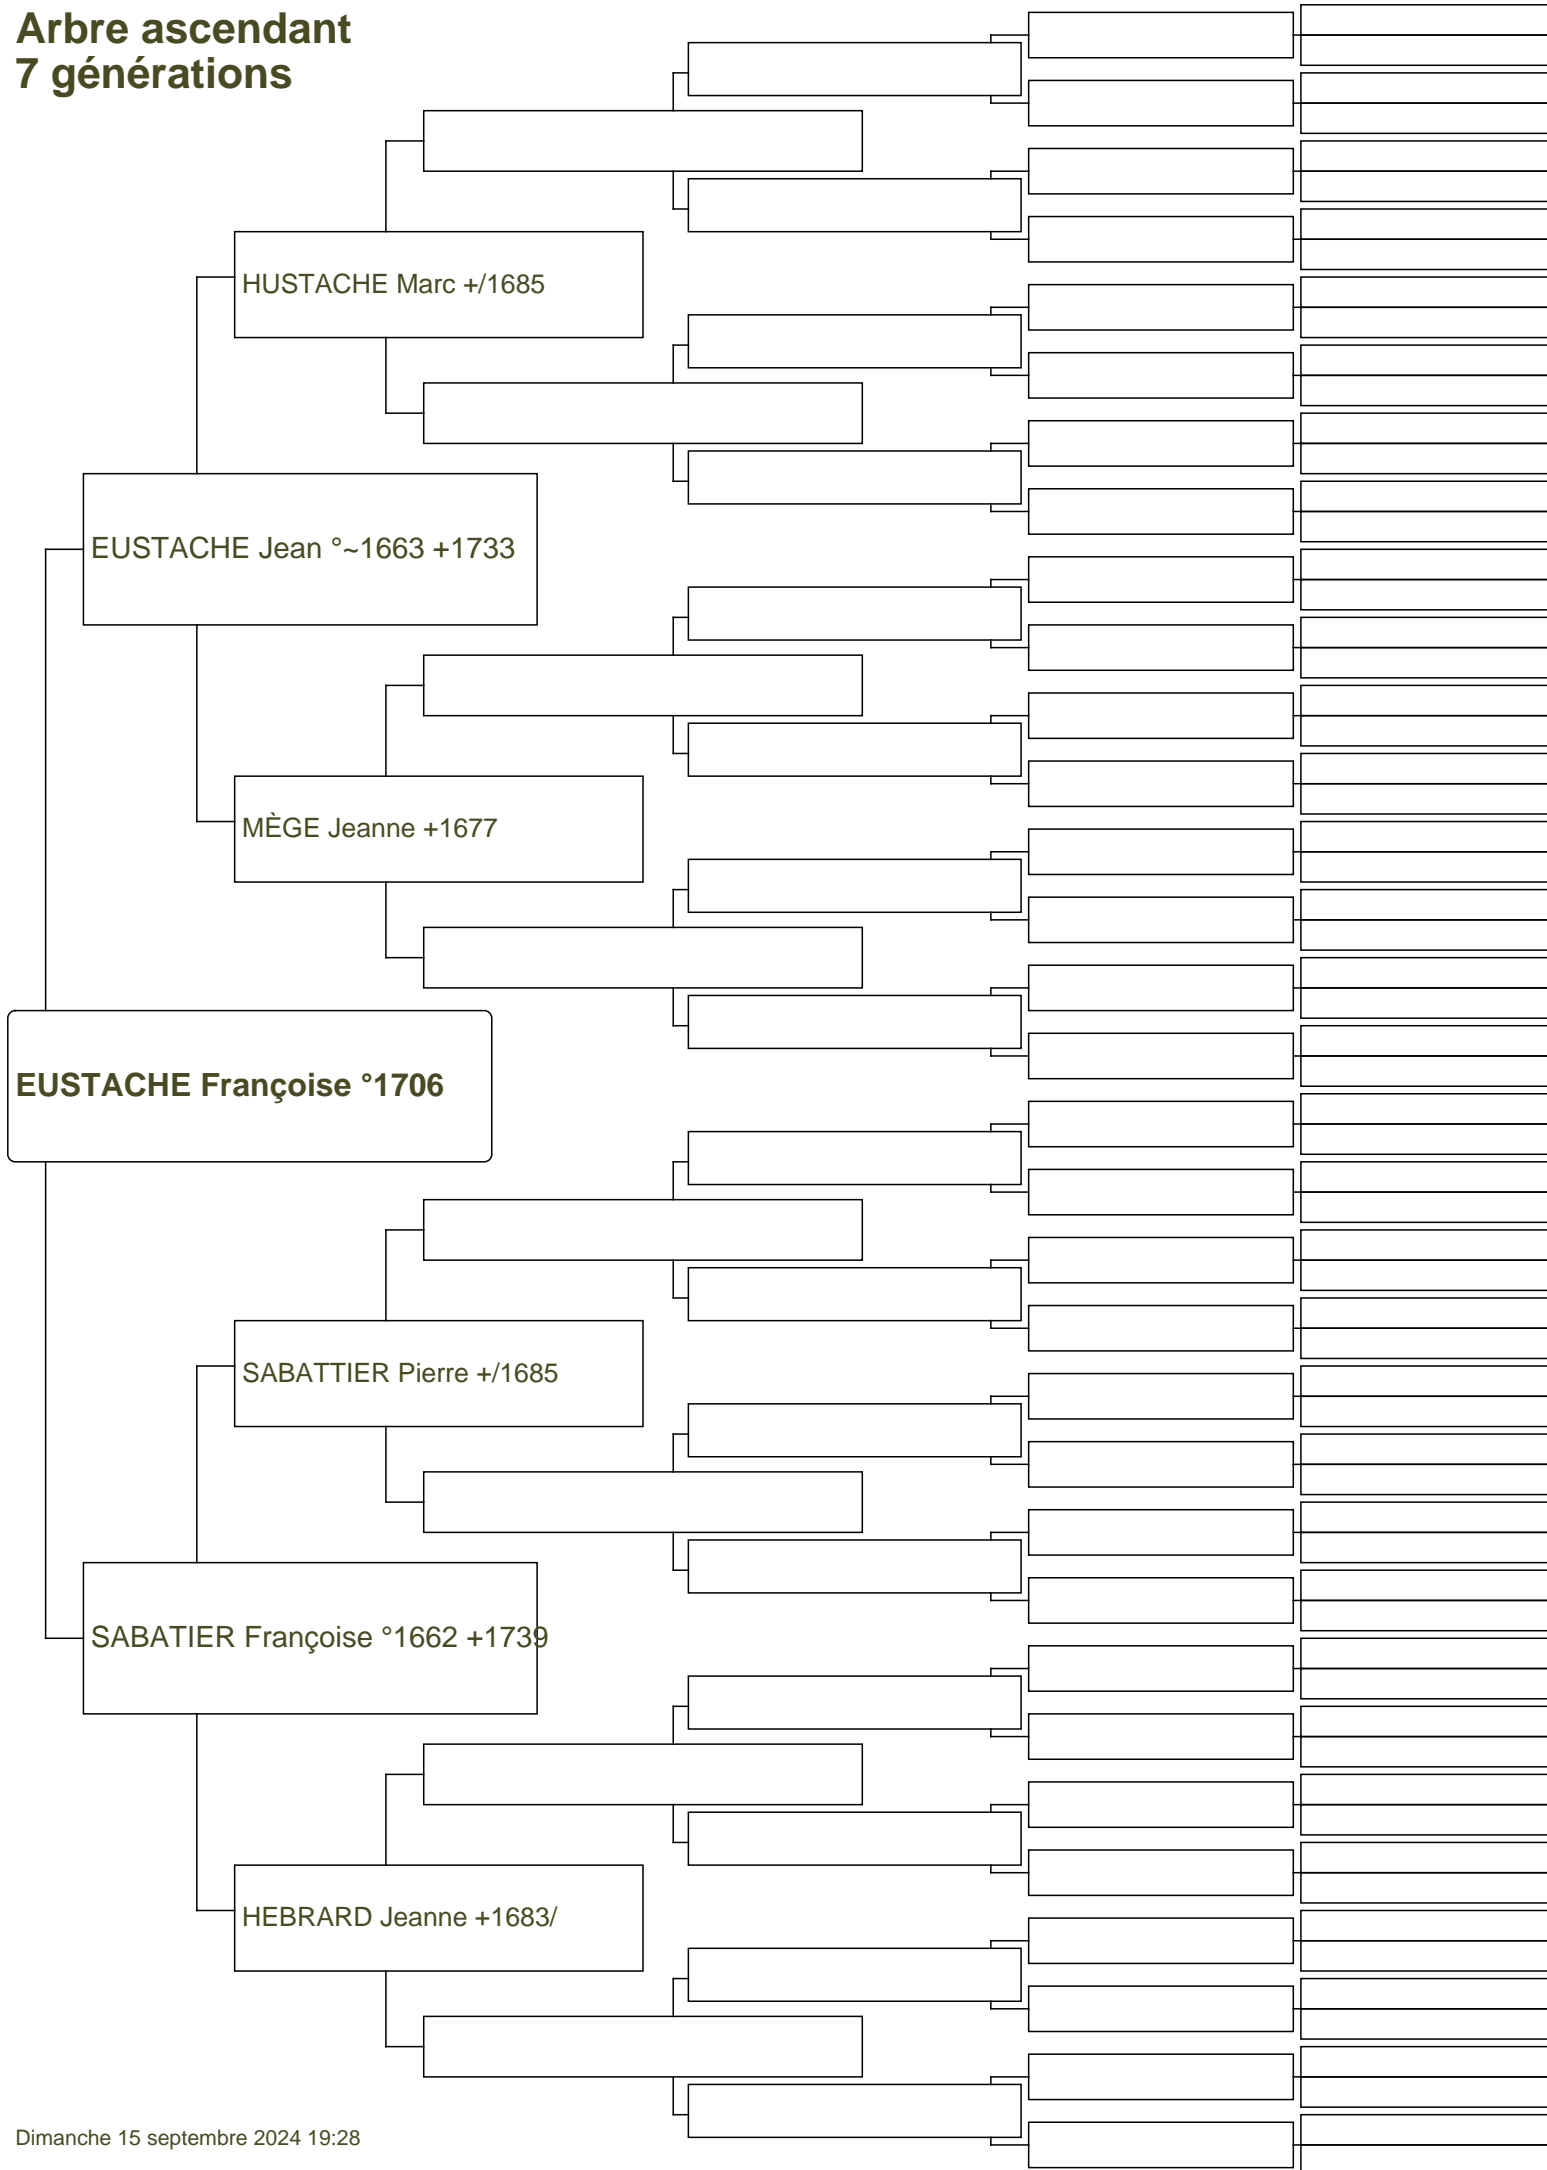 Arbre ascendant
7 générations
HUSTACHE Marc +/1685
EUSTACHE Jean °~1663 +1733
MÈGE Jeanne +1677
EUSTACHE Françoise °1706
SABATTIER Pierre +/1685
SABATIER Françoise °1662 +1739
HEBRARD Jeanne +1683/
Dimanche 15 septembre 2024 19:28